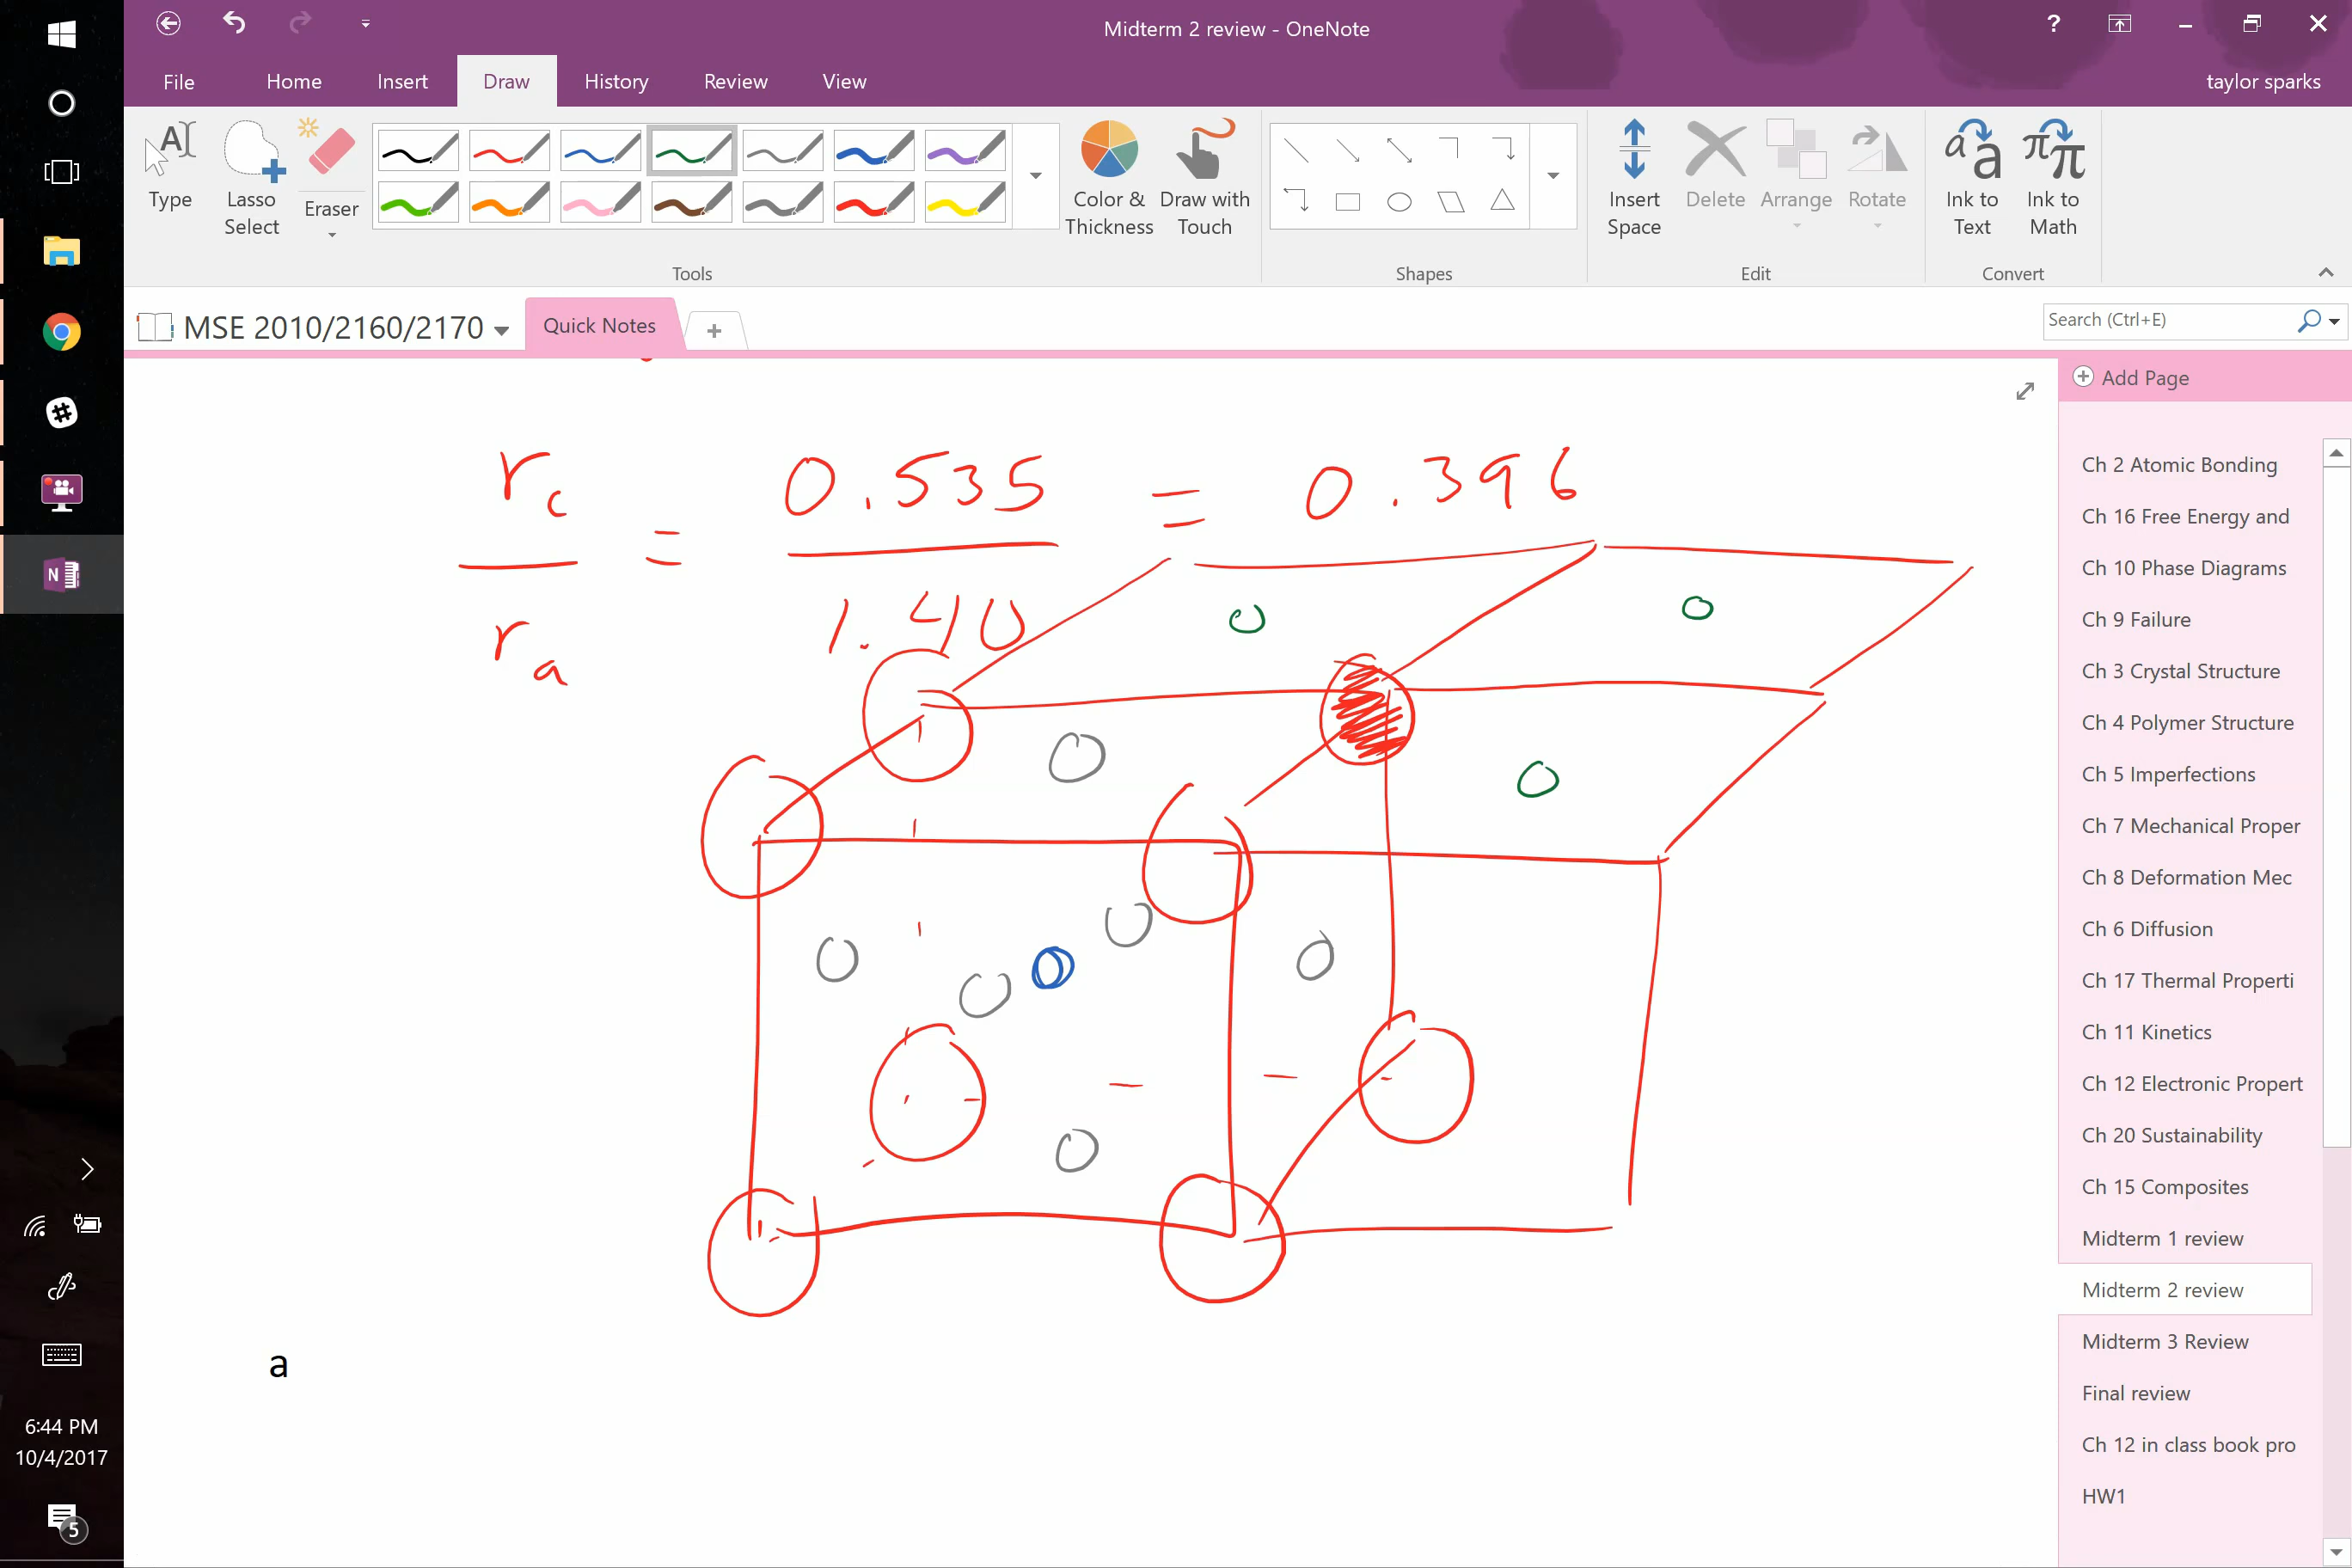 Midterm 2 review - OneNote
?
File Home Insert Draw History Review View
taylor sparks
Type
Lasso Select
Eraser
Color & Thickness
Draw with Touch
Insert Space
Delete
Arrange
Rotate
Ink to Text
Ink to Math
Tools
Shapes
Edit
Convert
MSE 2010/2160/2170
Quick Notes
Search (Ctrl+E)
Add Page
Ch 2 Atomic Bonding
Ch 16 Free Energy and
Ch 10 Phase Diagrams
Ch 9 Failure
Ch 3 Crystal Structure
Ch 4 Polymer Structure
Ch 5 Imperfections
Ch 7 Mechanical Proper
Ch 8 Deformation Mec
Ch 6 Diffusion
Ch 17 Thermal Properti
Ch 11 Kinetics
Ch 12 Electronic Propert
Ch 20 Sustainability
Ch 15 Composites
Midterm 1 review
Midterm 2 review
Midterm 3 Review
Final review
Ch 12 in class book pro
HW1
rc = 0.535 = 0.396
ra 1.40
a
6:44 PM
10/4/2017
5